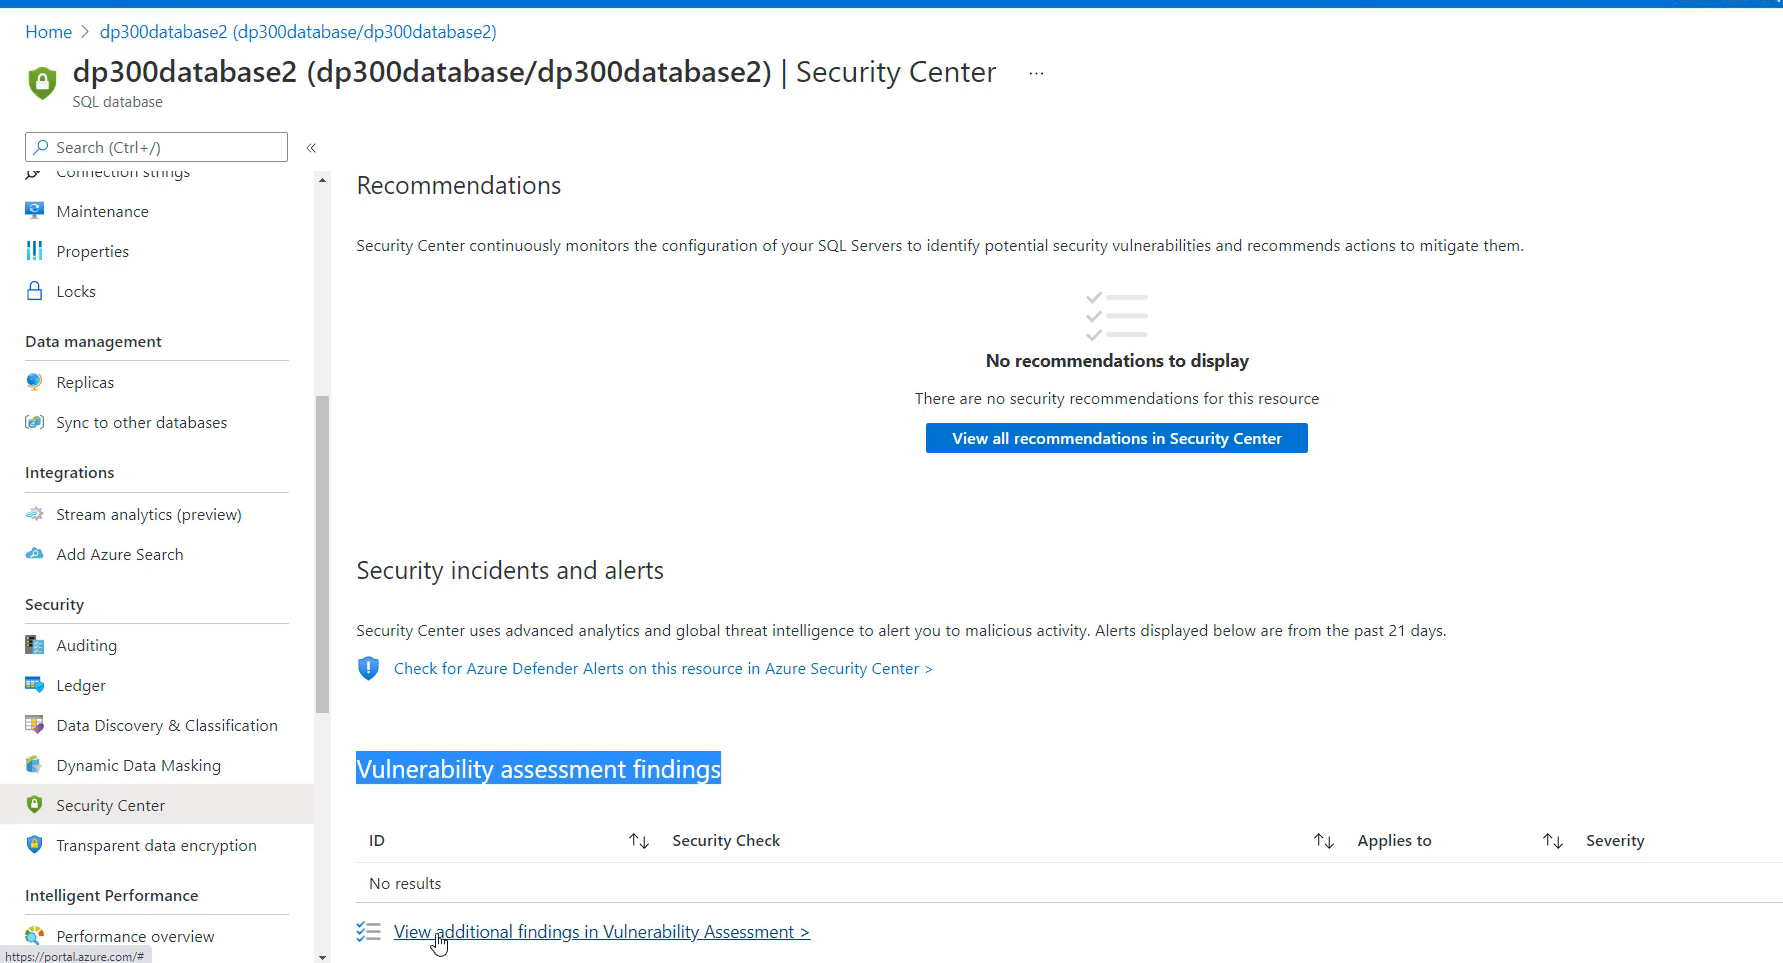 Home > dp300database2 (dp300database/dp300database2)
dp300database2 (dp300database/dp300database2) | Security Center ...
SQL database
Search (Ctrl+/) «
Connection strings
Maintenance
Properties
Locks
Data management
Replicas
Sync to other databases
Integrations
Stream analytics (preview)
Add Azure Search
Security
Auditing
Ledger
Data Discovery & Classification
Dynamic Data Masking
Security Center
Transparent data encryption
Intelligent Performance
Performance overview
https://portal.azure.com/#
Recommendations
Security Center continuously monitors the configuration of your SQL Servers to identify potential security vulnerabilities and recommends actions to mitigate them.
No recommendations to display
There are no security recommendations for this resource
View all recommendations in Security Center
Security incidents and alerts
Security Center uses advanced analytics and global threat intelligence to alert you to malicious activity. Alerts displayed below are from the past 21 days.
Check for Azure Defender Alerts on this resource in Azure Security Center >
Vulnerability assessment findings
ID ↑↓ Security Check ↑↓ Applies to ↑↓ Severity
No results
View additional findings in Vulnerability Assessment >